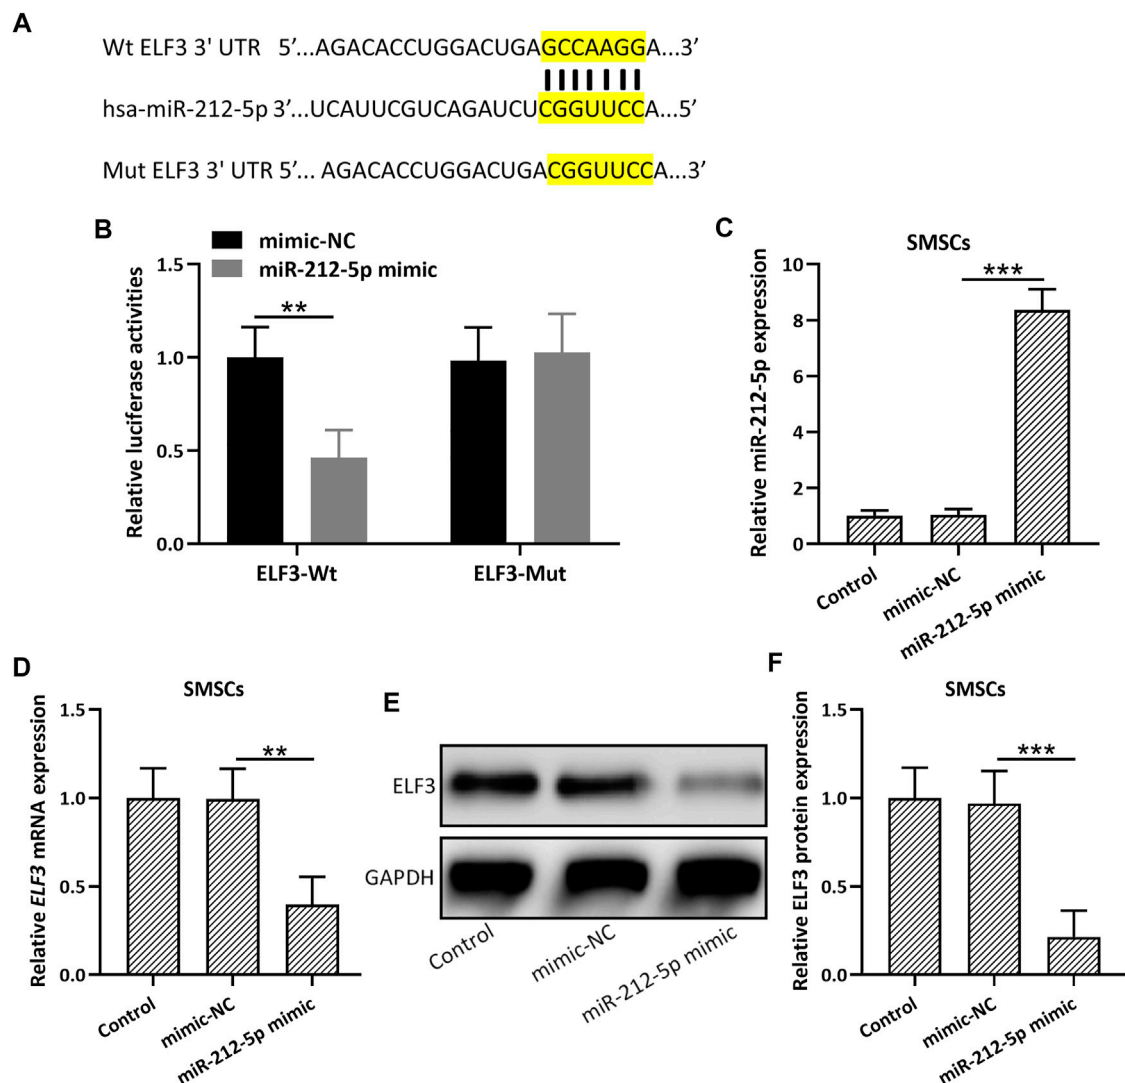 A
Wt ELF3 3' UTR 5’...AGACACCUGGACUGAGCCAAGGA...3’
hsa-miR-212-5p 3’...UCAUUCGUCAGAUCUCGGUUCCA...5’
Mut ELF3 3' UTR 5’... AGACACCUGGACUGACGGUUCCA...3’
B
mimic-NC
miR-212-5p mimic
Relative luciferase activities
1.5
1.0
0.5
0.0
**
ELF3-Wt
ELF3-Mut
C
SMSCs
Relative miR-212-5p expression
10
8
6
4
2
0
***
Control
mimic-NC
miR-212-5p mimic
D
SMSCs
Relative ELF3 mRNA expression
1.5
1.0
0.5
0.0
**
Control
mimic-NC
miR-212-5p mimic
E
ELF3
GAPDH
Control
mimic-NC
miR-212-5p mimic
F
SMSCs
Relative ELF3 protein expression
1.5
1.0
0.5
0.0
***
Control
mimic-NC
miR-212-5p mimic